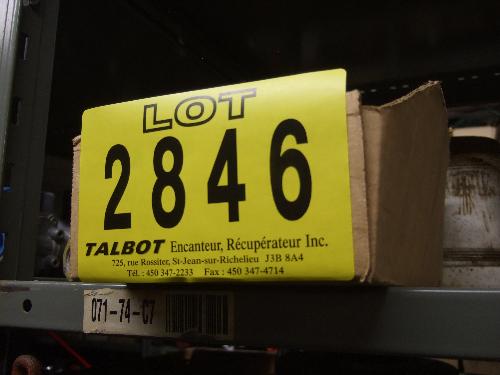 LOT
2846
TALBOT Encanteur, Récupérateur Inc.
725, rue Rossiter, St-Jean-sur-Richelieu J3B 8A4
Tél.: 450 347-2233 Fax: 450 347-4714
071-74-C7